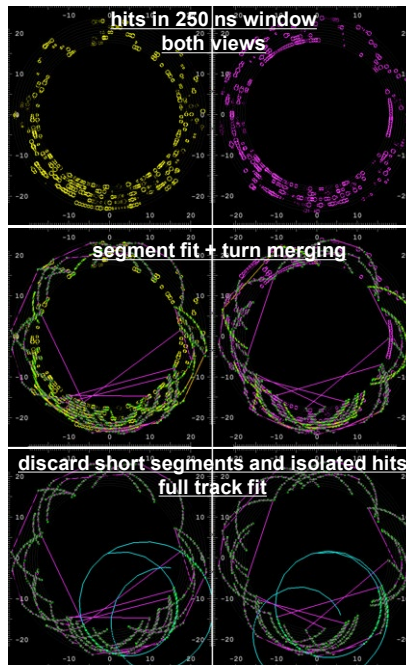 hits in 250 ns window
both views
segment fit + turn merging
discard short segments and isolated hits
full track fit